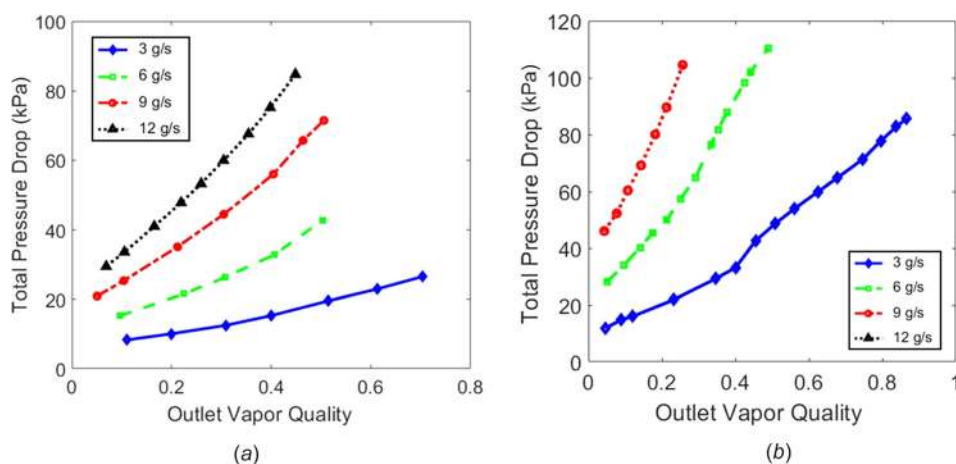 100
80
60
40
20
0
0
0.2
0.4
0.6
0.8
Total Pressure Drop (kPa)
Outlet Vapor Quality
3 g/s
6 g/s
9 g/s
12 g/s
(a)
120
100
80
60
40
20
0
0
0.2
0.4
0.6
0.8
1
Total Pressure Drop (kPa)
Outlet Vapor Quality
3 g/s
6 g/s
9 g/s
12 g/s
(b)